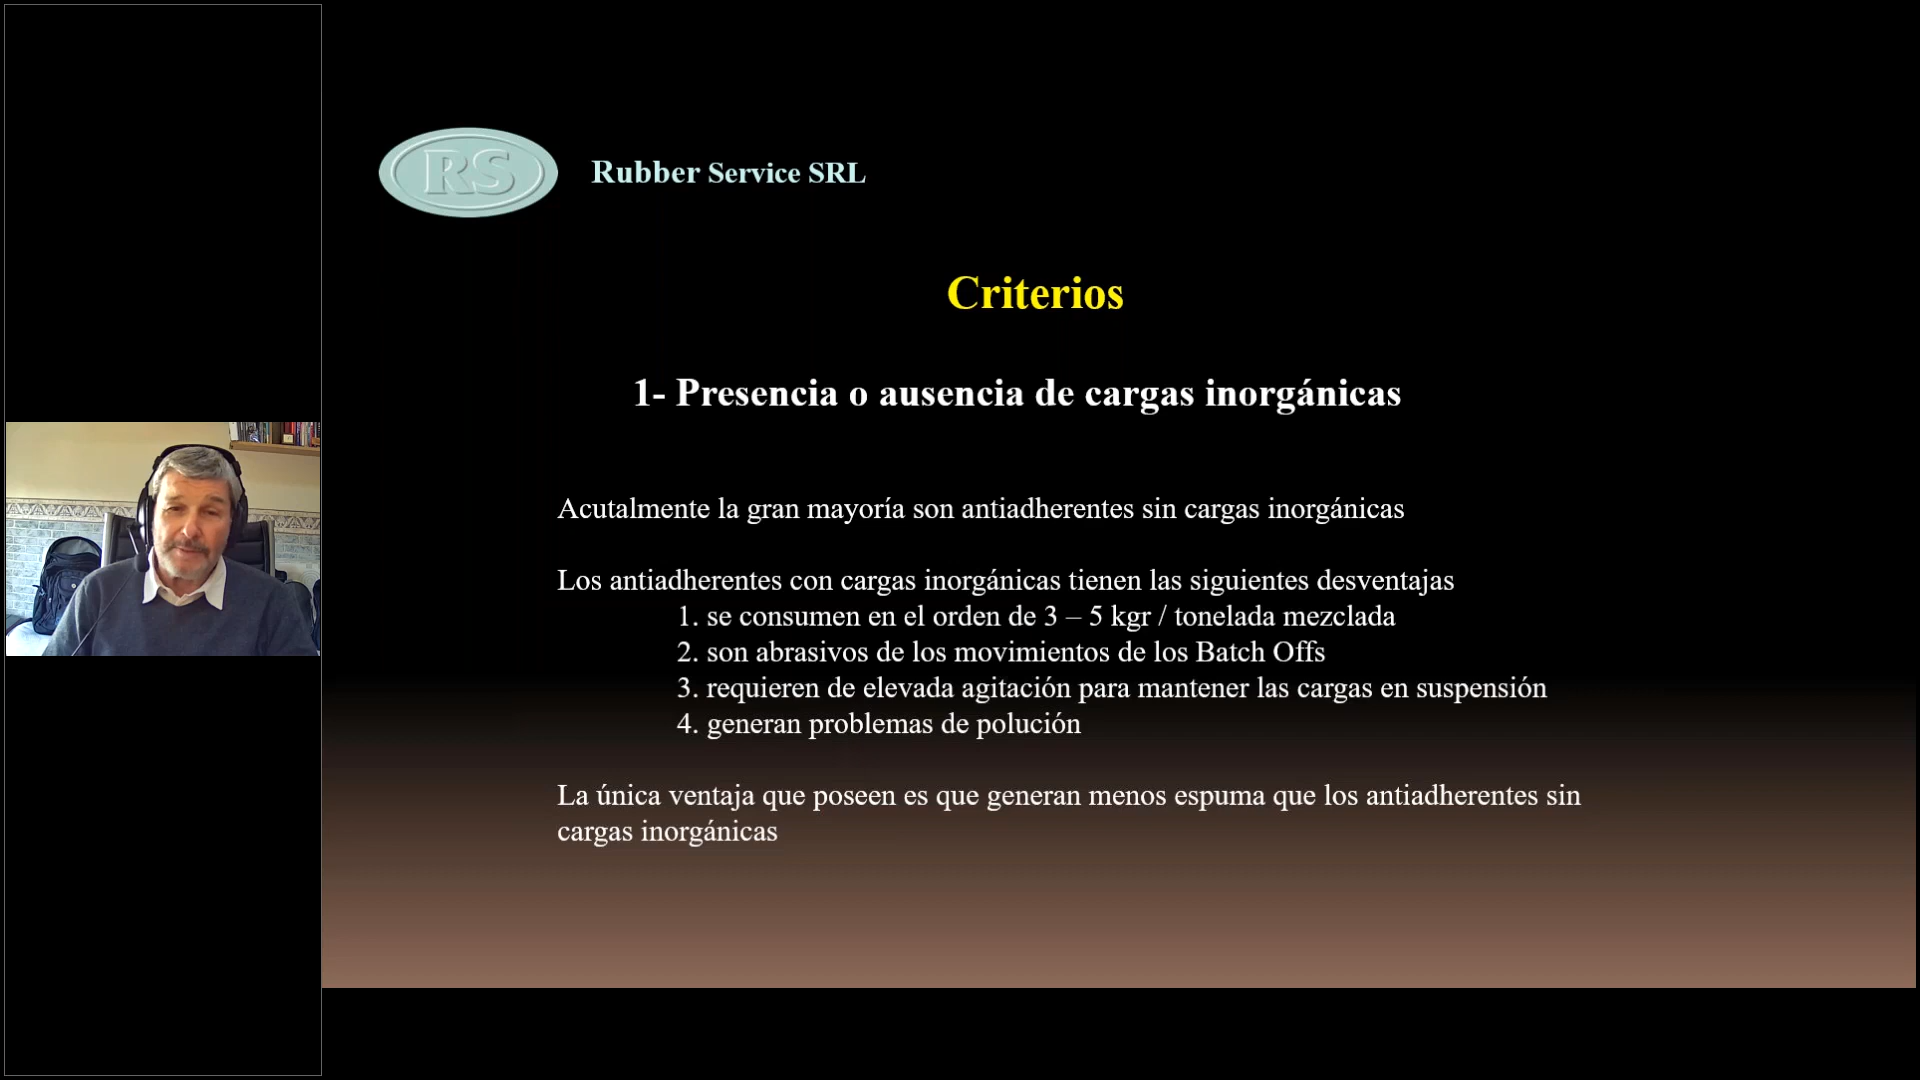 RS
Rubber Service SRL
Criterios
1- Presencia o ausencia de cargas inorgánicas
Acutalmente la gran mayoría son antiadherentes sin cargas inorgánicas
Los antiadherentes con cargas inorgánicas tienen las siguientes desventajas
1. se consumen en el orden de 3 – 5 kgr / tonelada mezclada
2. son abrasivos de los movimientos de los Batch Offs
3. requieren de elevada agitación para mantener las cargas en suspensión
4. generan problemas de polución
La única ventaja que poseen es que generan menos espuma que los antiadherentes sin
cargas inorgánicas